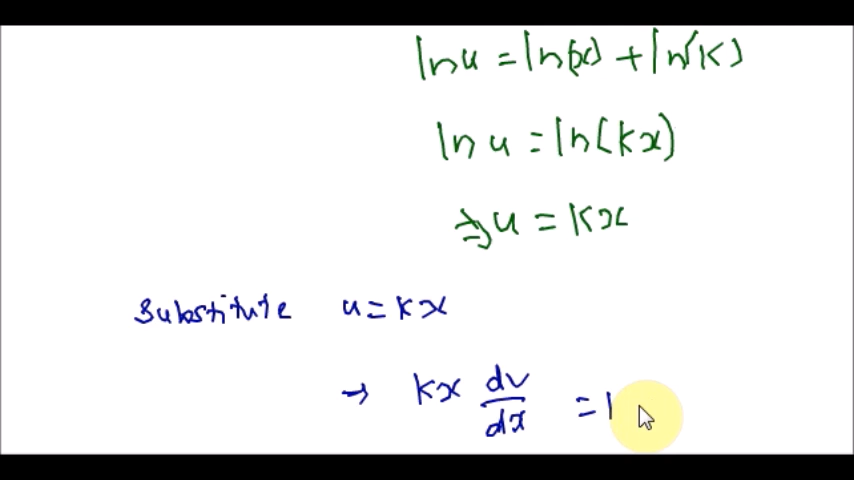 ln u = ln(x) + ln(K)
ln u = ln(kx)
⇒ u = kx
Substitute u = kx
→ kx dv/dx = 1